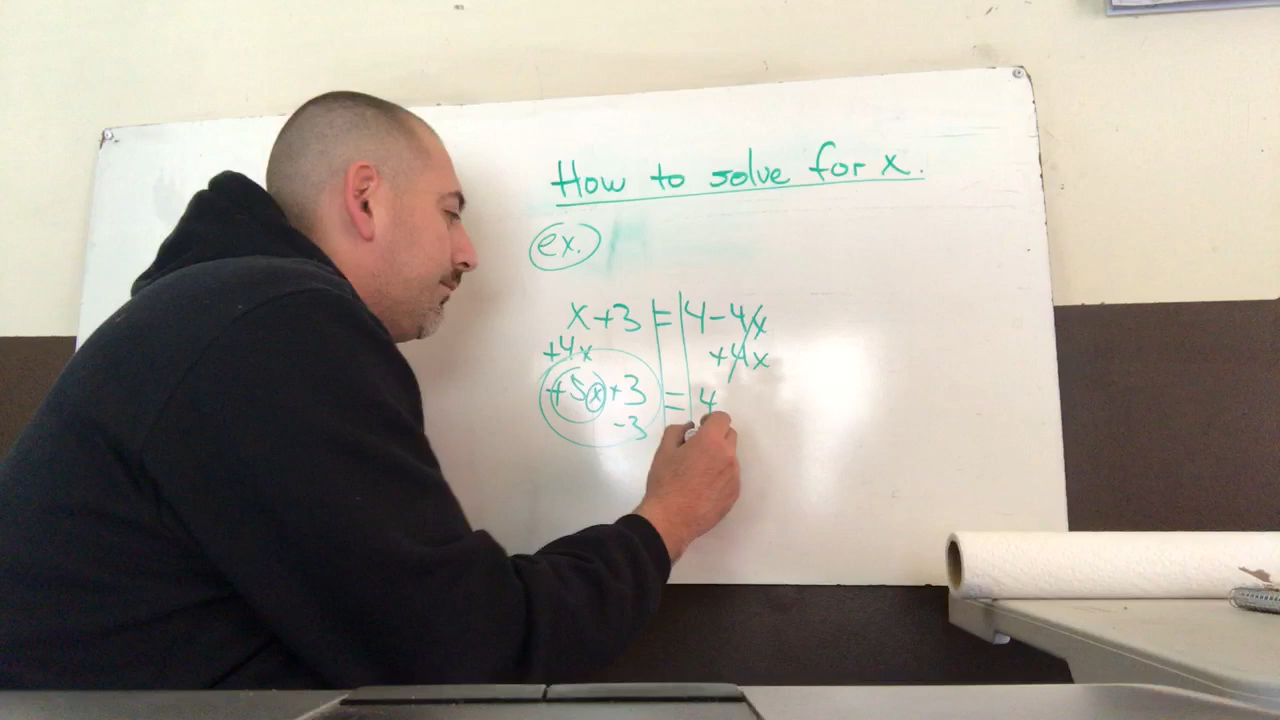 How to solve for x.
ex.
x+3 = 4-4x
+4x +4x
+5x+3 = 4
-3